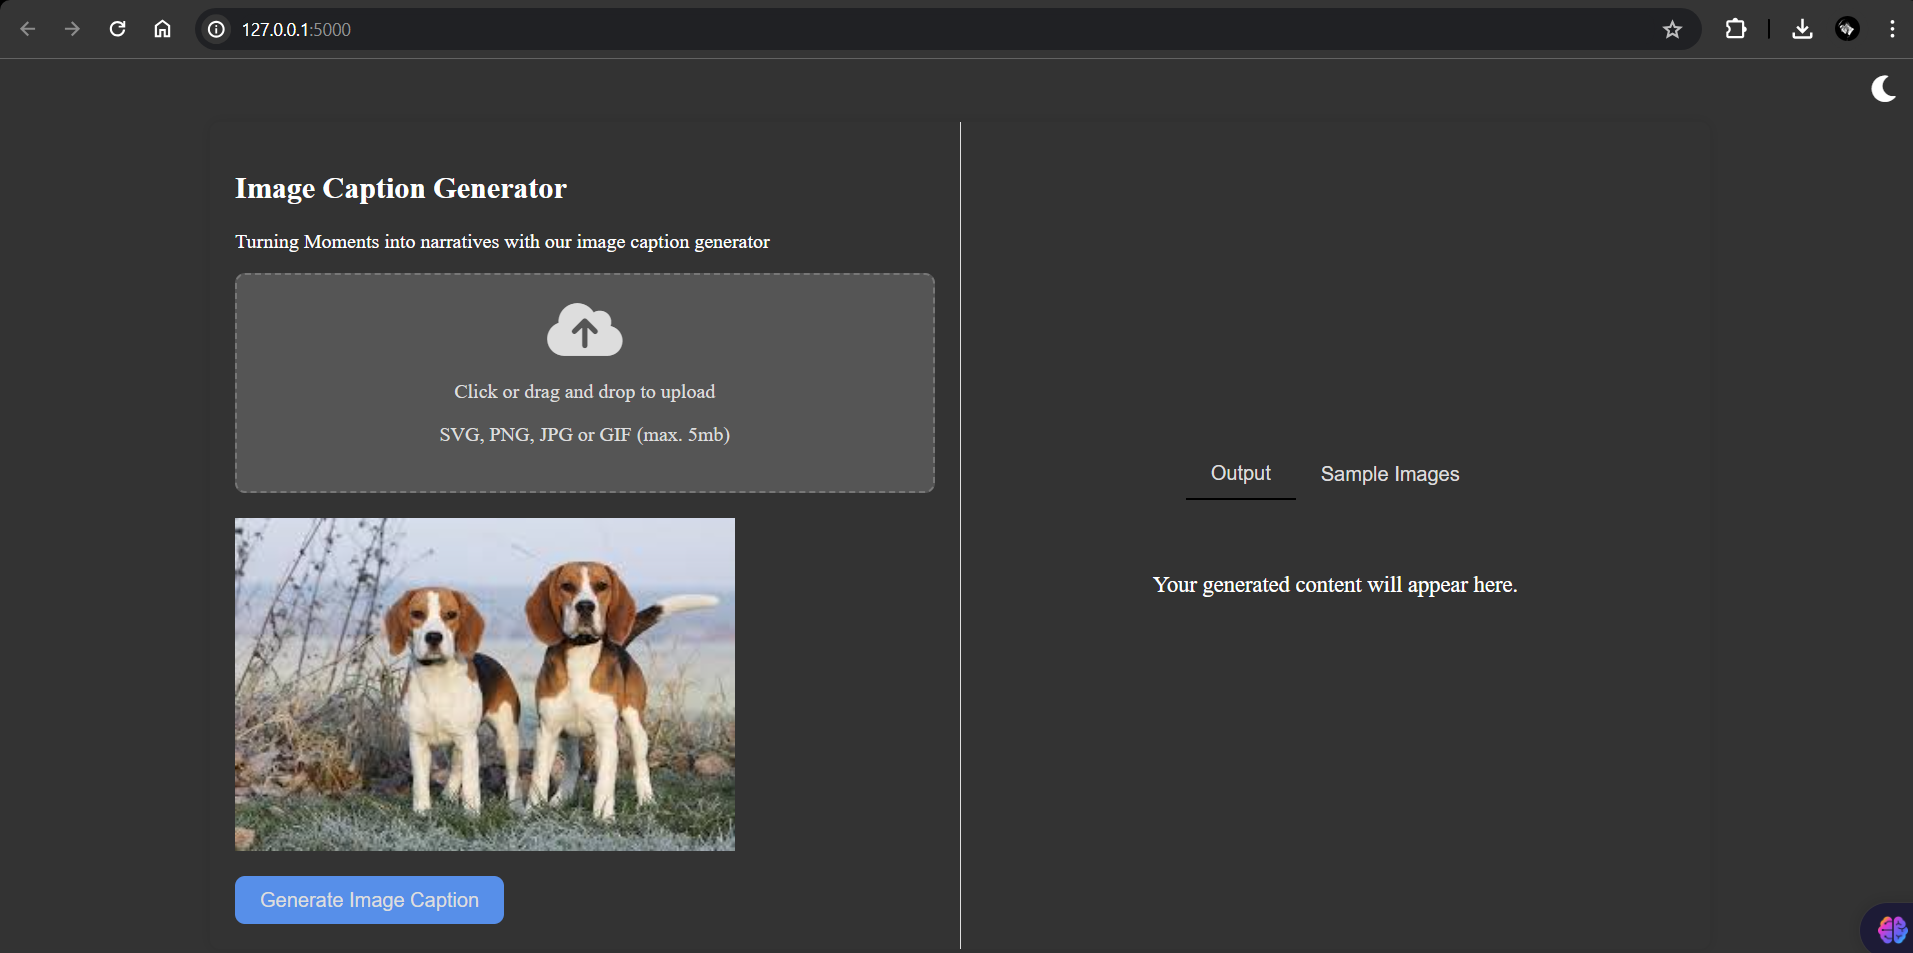 127.0.0.1:5000
Image Caption Generator
Turning Moments into narratives with our image caption generator
Click or drag and drop to upload
SVG, PNG, JPG or GIF (max. 5mb)
Generate Image Caption
Output
Sample Images
Your generated content will appear here.